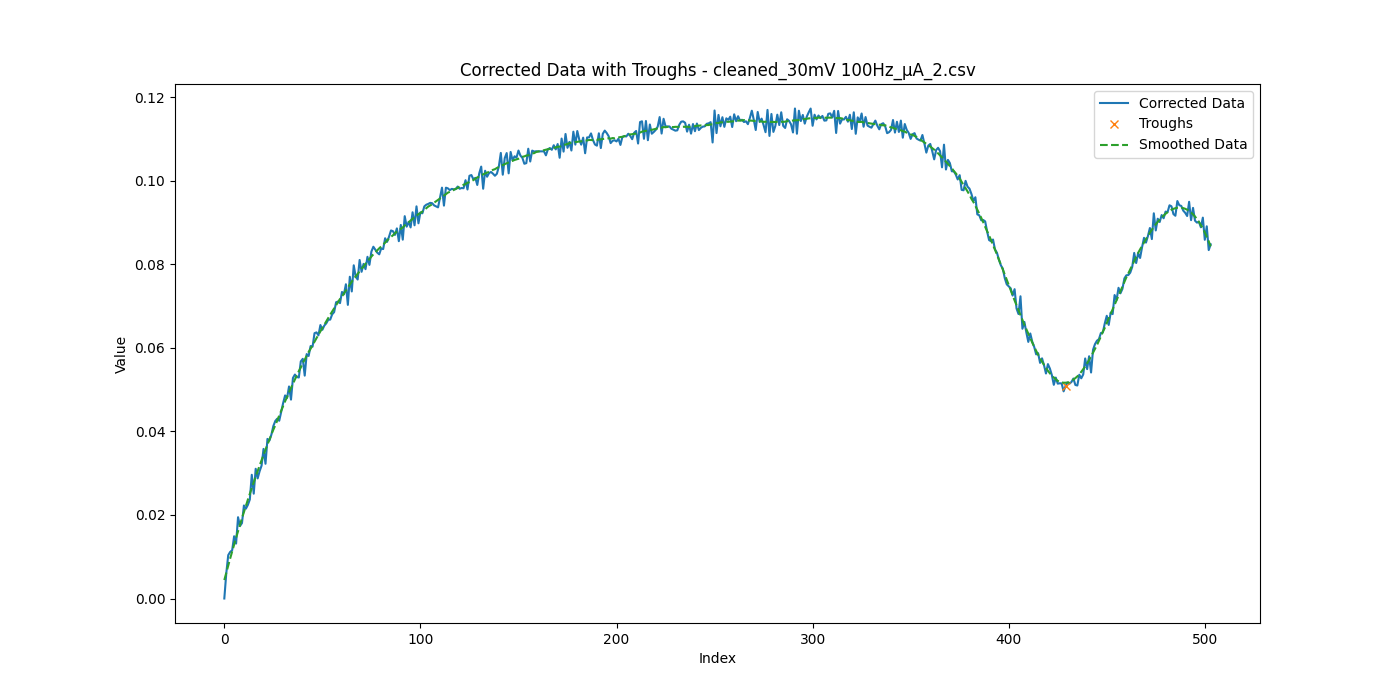 Corrected Data with Troughs - cleaned_30mV 100Hz_µA_2.csv
Corrected Data
Troughs
Smoothed Data
0.12
0.10
0.08
0.06
0.04
0.02
0.00
Value
0
100
200
300
400
500
Index